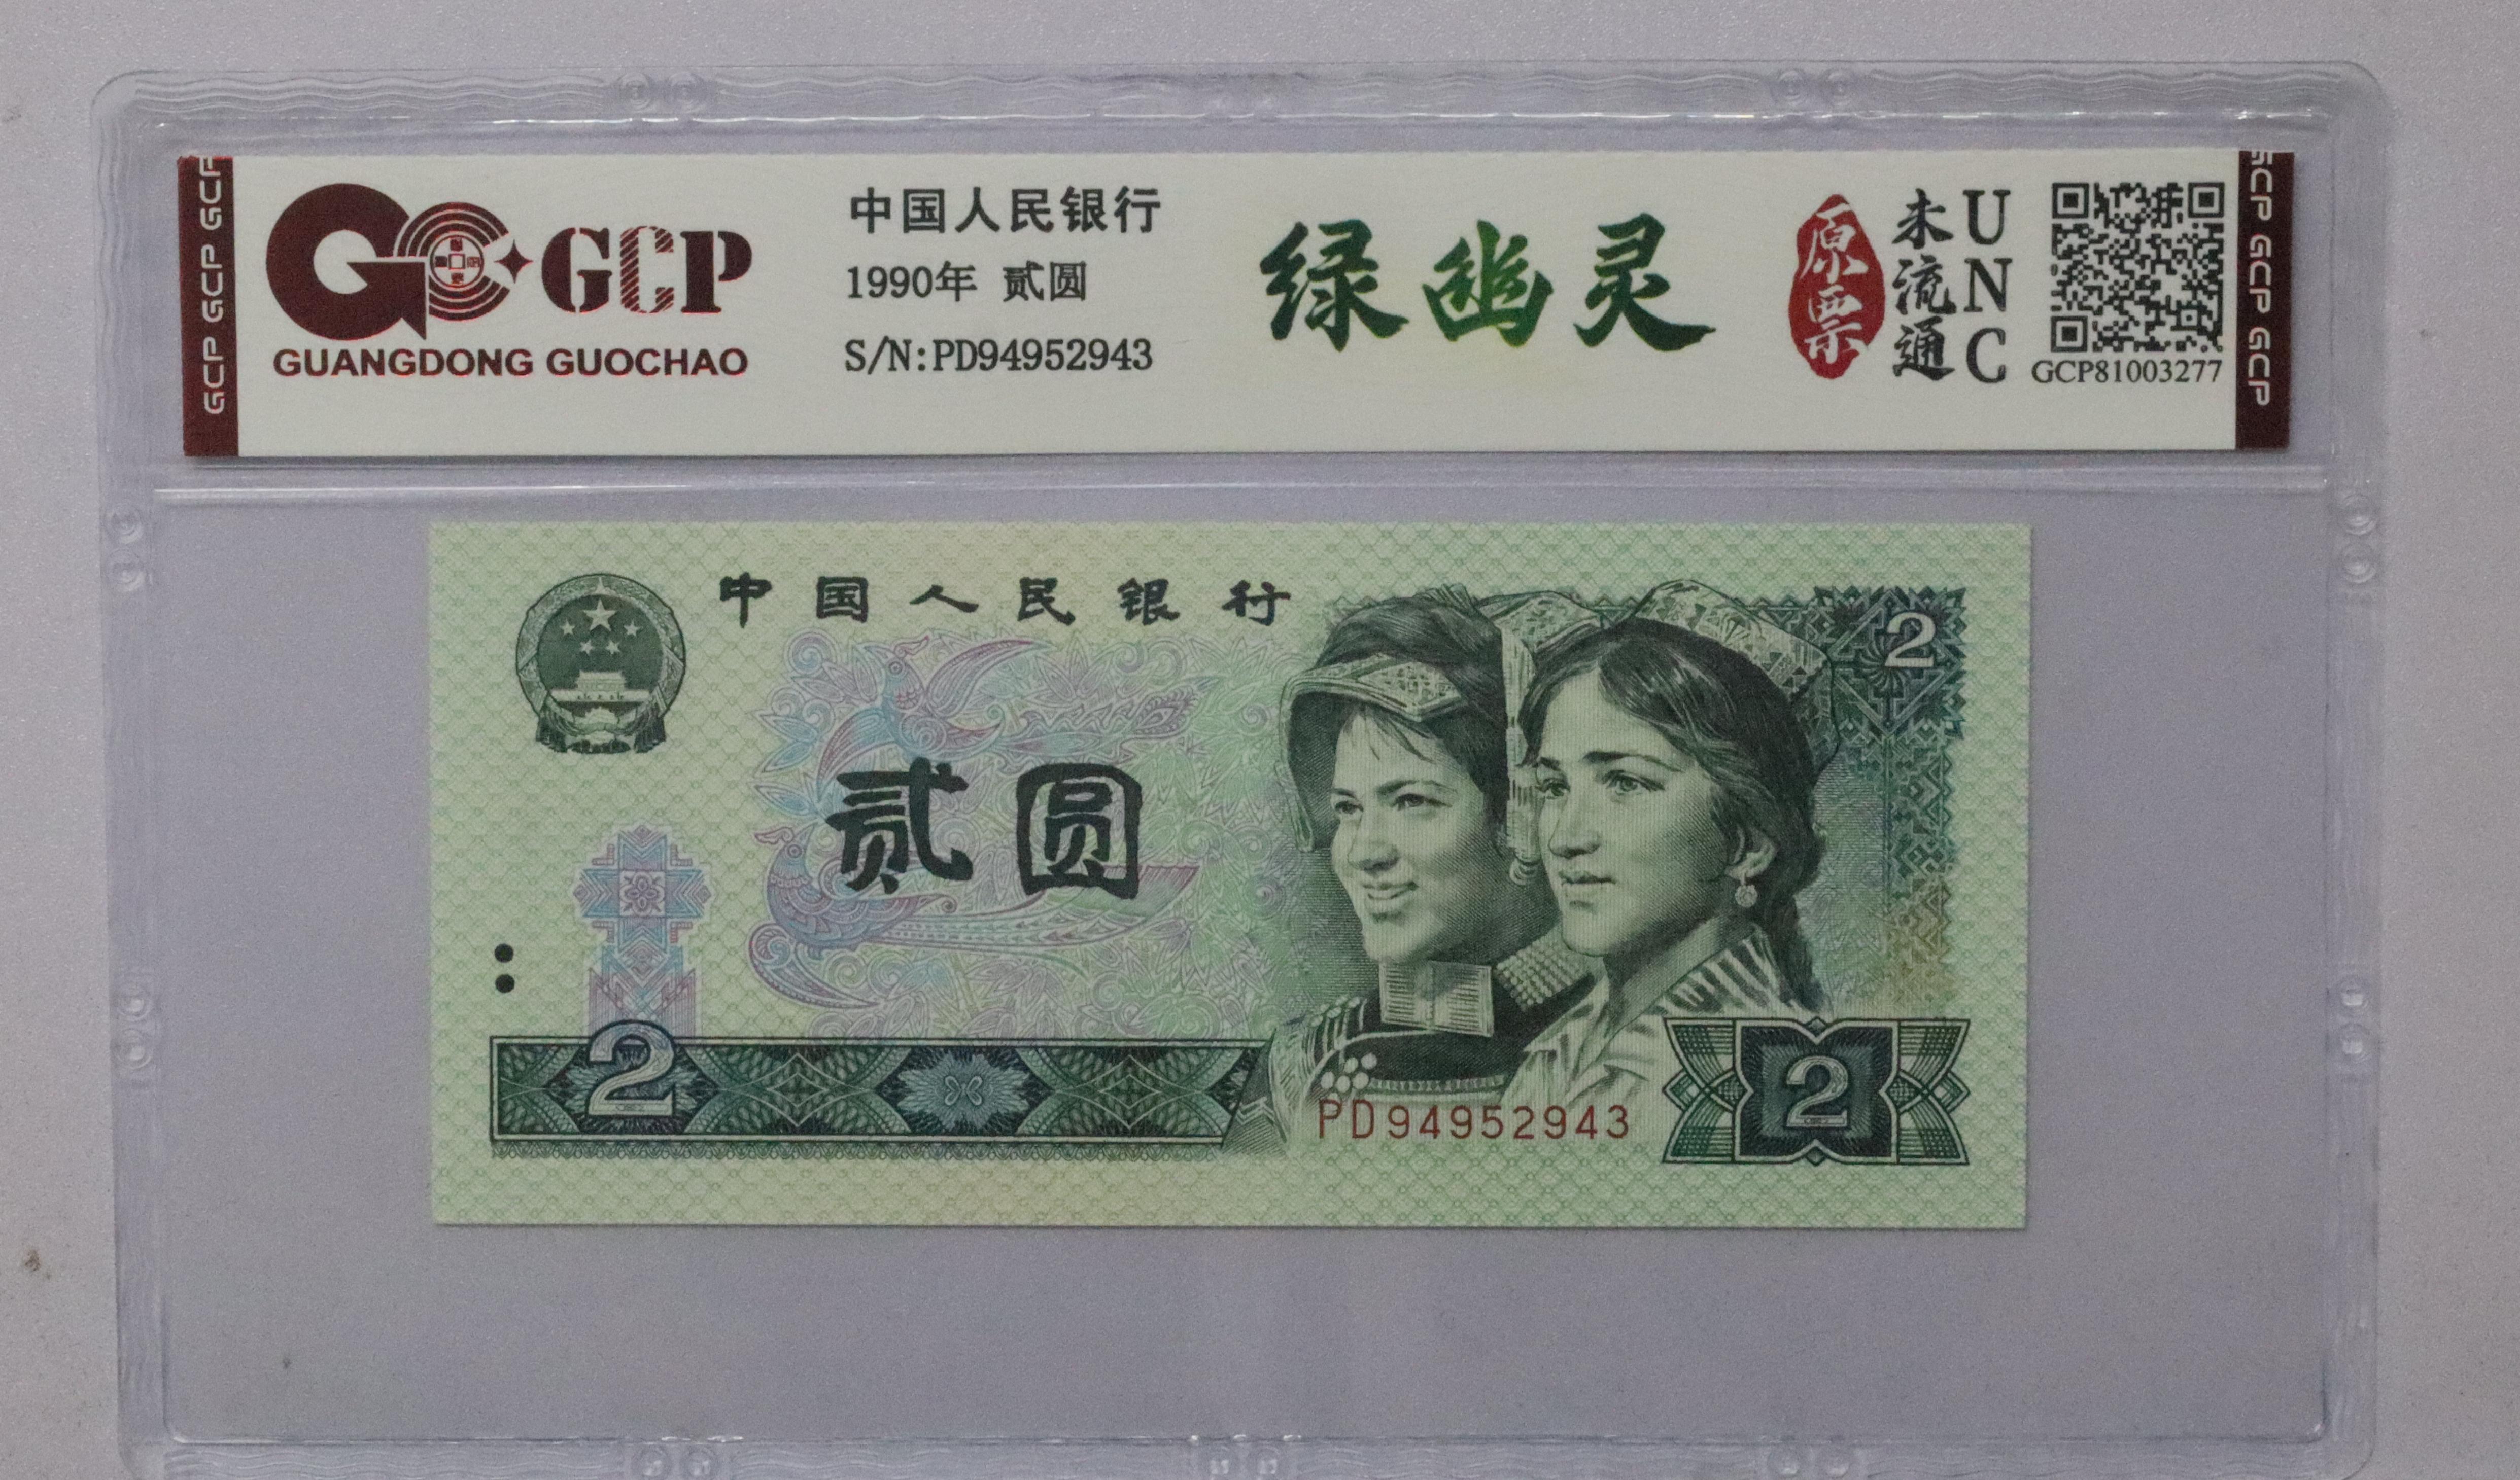 GCP GCP GCP
GCP
GUANGDONG GUOCHAO
中国人民银行
1990年 贰圆
S/N:PD94952943
绿幽灵
原票
未流通
UNC
GCP81003277
GCP GCP GCP
中国人民银行
2
贰圆
2
PD94952943
2